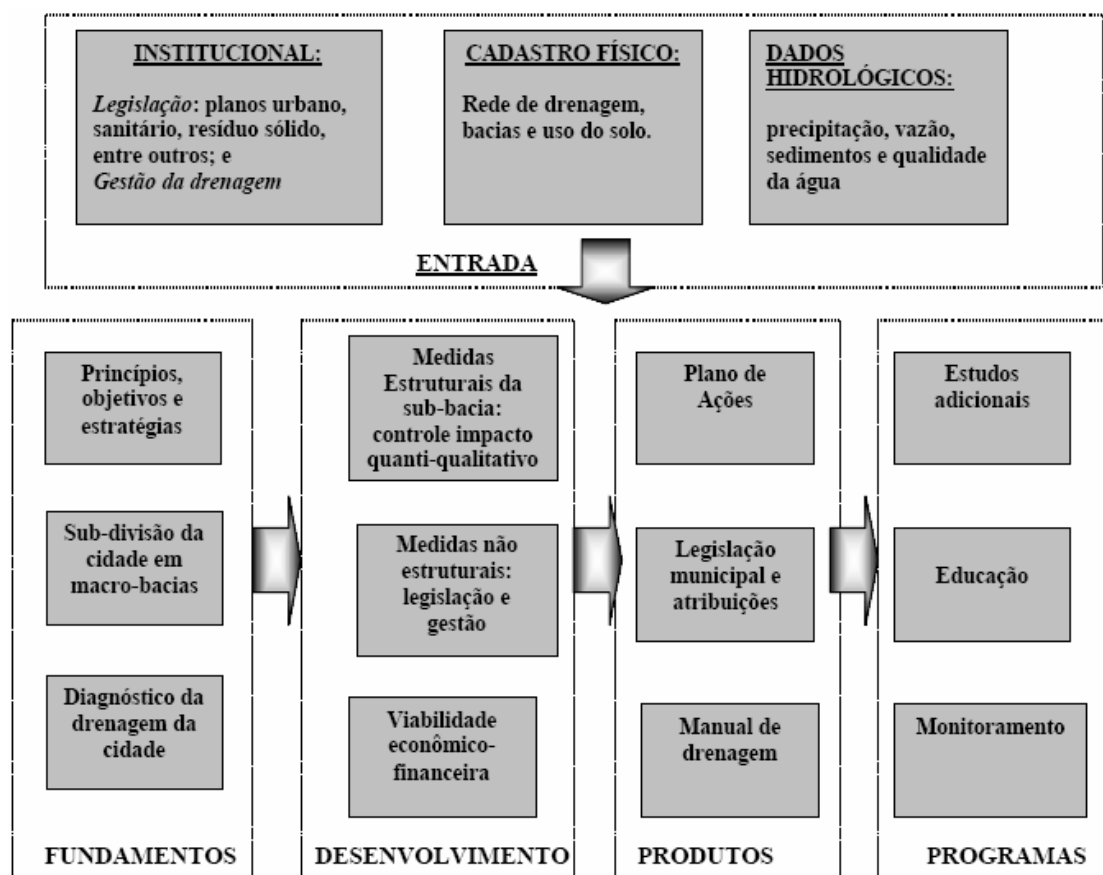 INSTITUCIONAL:
Legislação: planos urbano,
sanitário, resíduo sólido,
entre outros; e
Gestão da drenagem
CADASTRO FÍSICO:
Rede de drenagem,
bacias e uso do solo.
DADOS
HIDROLÓGICOS:
precipitação, vazão,
sedimentos e qualidade
da água
ENTRADA
Princípios,
objetivos e
estratégias
Sub-divisão da
cidade em
macro-bacias
Diagnóstico da
drenagem da
cidade
FUNDAMENTOS
Medidas
Estruturais da
sub-bacia:
controle impacto
quanti-qualitativo
Medidas não
estruturais:
legislação e
gestão
Viabilidade
econômico-
financeira
DESENVOLVIMENTO
Plano de
Ações
Legislação
municipal e
atribuições
Manual de
drenagem
PRODUTOS
Estudos
adicionais
Educação
Monitoramento
PROGRAMAS